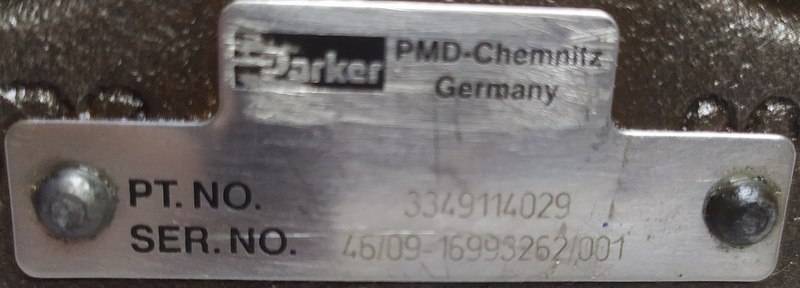 Parker PMD-Chemnitz
Germany
PT. NO. 3349114029
SER. NO. 46/09-16993262/001